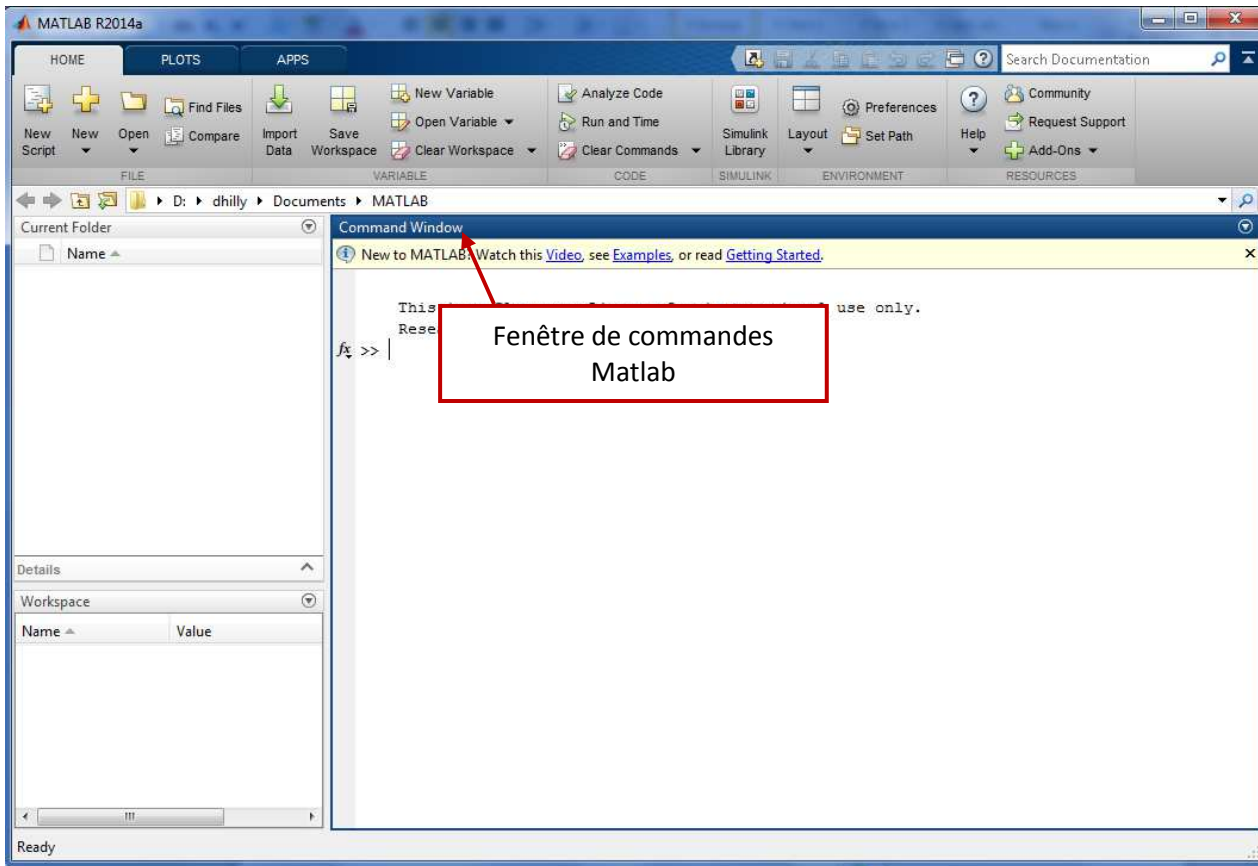 MATLAB R2014a
HOME PLOTS APPS
Search Documentation
New Script
New
Open
Find Files
Compare
Import Data
Save Workspace
New Variable
Open Variable
Clear Workspace
Analyze Code
Run and Time
Clear Commands
Simulink Library
Layout
Preferences
Set Path
Help
Community
Request Support
Add-Ons
FILE VARIABLE CODE SIMULINK ENVIRONMENT RESOURCES
D: dhilly Documents MATLAB
Current Folder
Name
Command Window
New to MATLAB? Watch this Video, see Examples, or read Getting Started.
This use only.
fx >>
Fenêtre de commandes
Matlab
Details
Workspace
Name Value
Ready